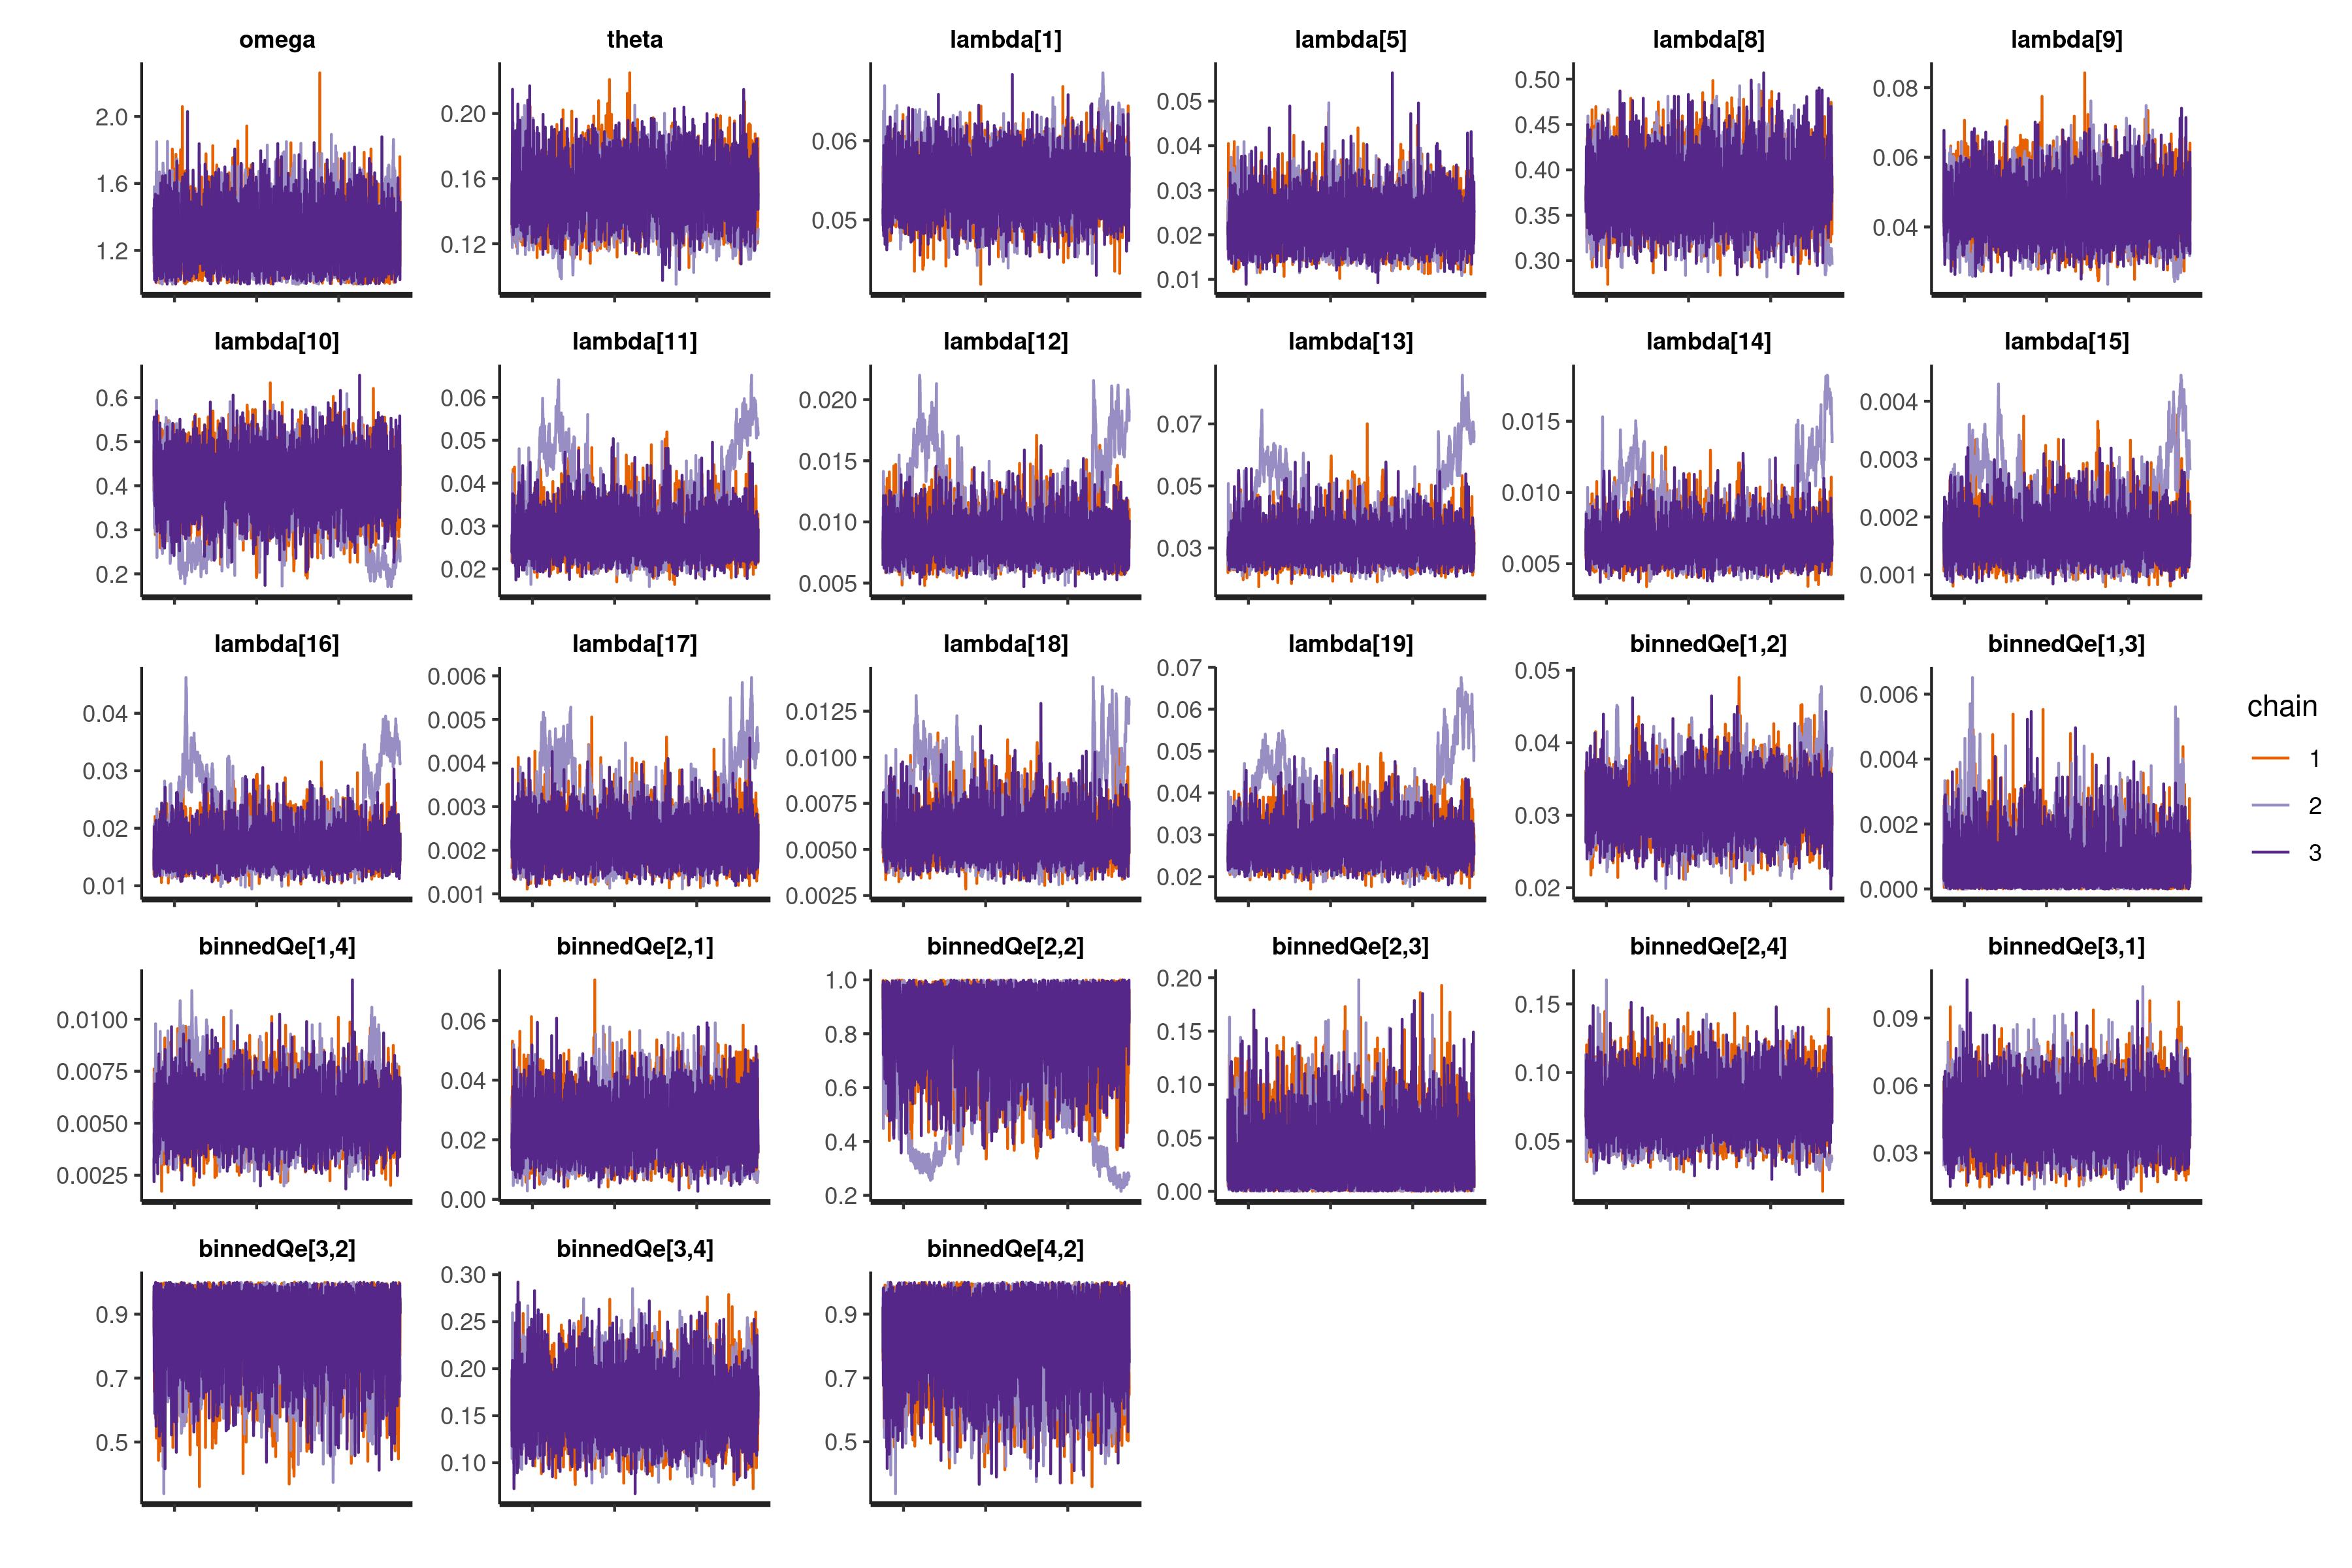 omega theta lambda[1] lambda[5] lambda[8] lambda[9]
2.0 1.6 1.2
0.20 0.16 0.12
0.06 0.05
0.05 0.04 0.03 0.02 0.01
0.50 0.45 0.40 0.35 0.30
0.08 0.06 0.04
lambda[10] lambda[11] lambda[12] lambda[13] lambda[14] lambda[15]
0.6 0.5 0.4 0.3 0.2
0.06 0.05 0.04 0.03 0.02
0.020 0.015 0.010 0.005
0.07 0.05 0.03
0.015 0.010 0.005
0.004 0.003 0.002 0.001
lambda[16] lambda[17] lambda[18] lambda[19] binnedQe[1,2] binnedQe[1,3]
0.04 0.03 0.02 0.01
0.006 0.005 0.004 0.003 0.002 0.001
0.0125 0.0100 0.0075 0.0050 0.0025
0.07 0.06 0.05 0.04 0.03 0.02
0.05 0.04 0.03 0.02
0.006 0.004 0.002 0.000
chain
1
2
3
binnedQe[1,4] binnedQe[2,1] binnedQe[2,2] binnedQe[2,3] binnedQe[2,4] binnedQe[3,1]
0.0100 0.0075 0.0050 0.0025
0.06 0.04 0.02 0.00
1.0 0.8 0.6 0.4 0.2
0.20 0.15 0.10 0.05 0.00
0.15 0.10 0.05
0.09 0.06 0.03
binnedQe[3,2] binnedQe[3,4] binnedQe[4,2]
0.9 0.7 0.5
0.30 0.25 0.20 0.15 0.10
0.9 0.7 0.5